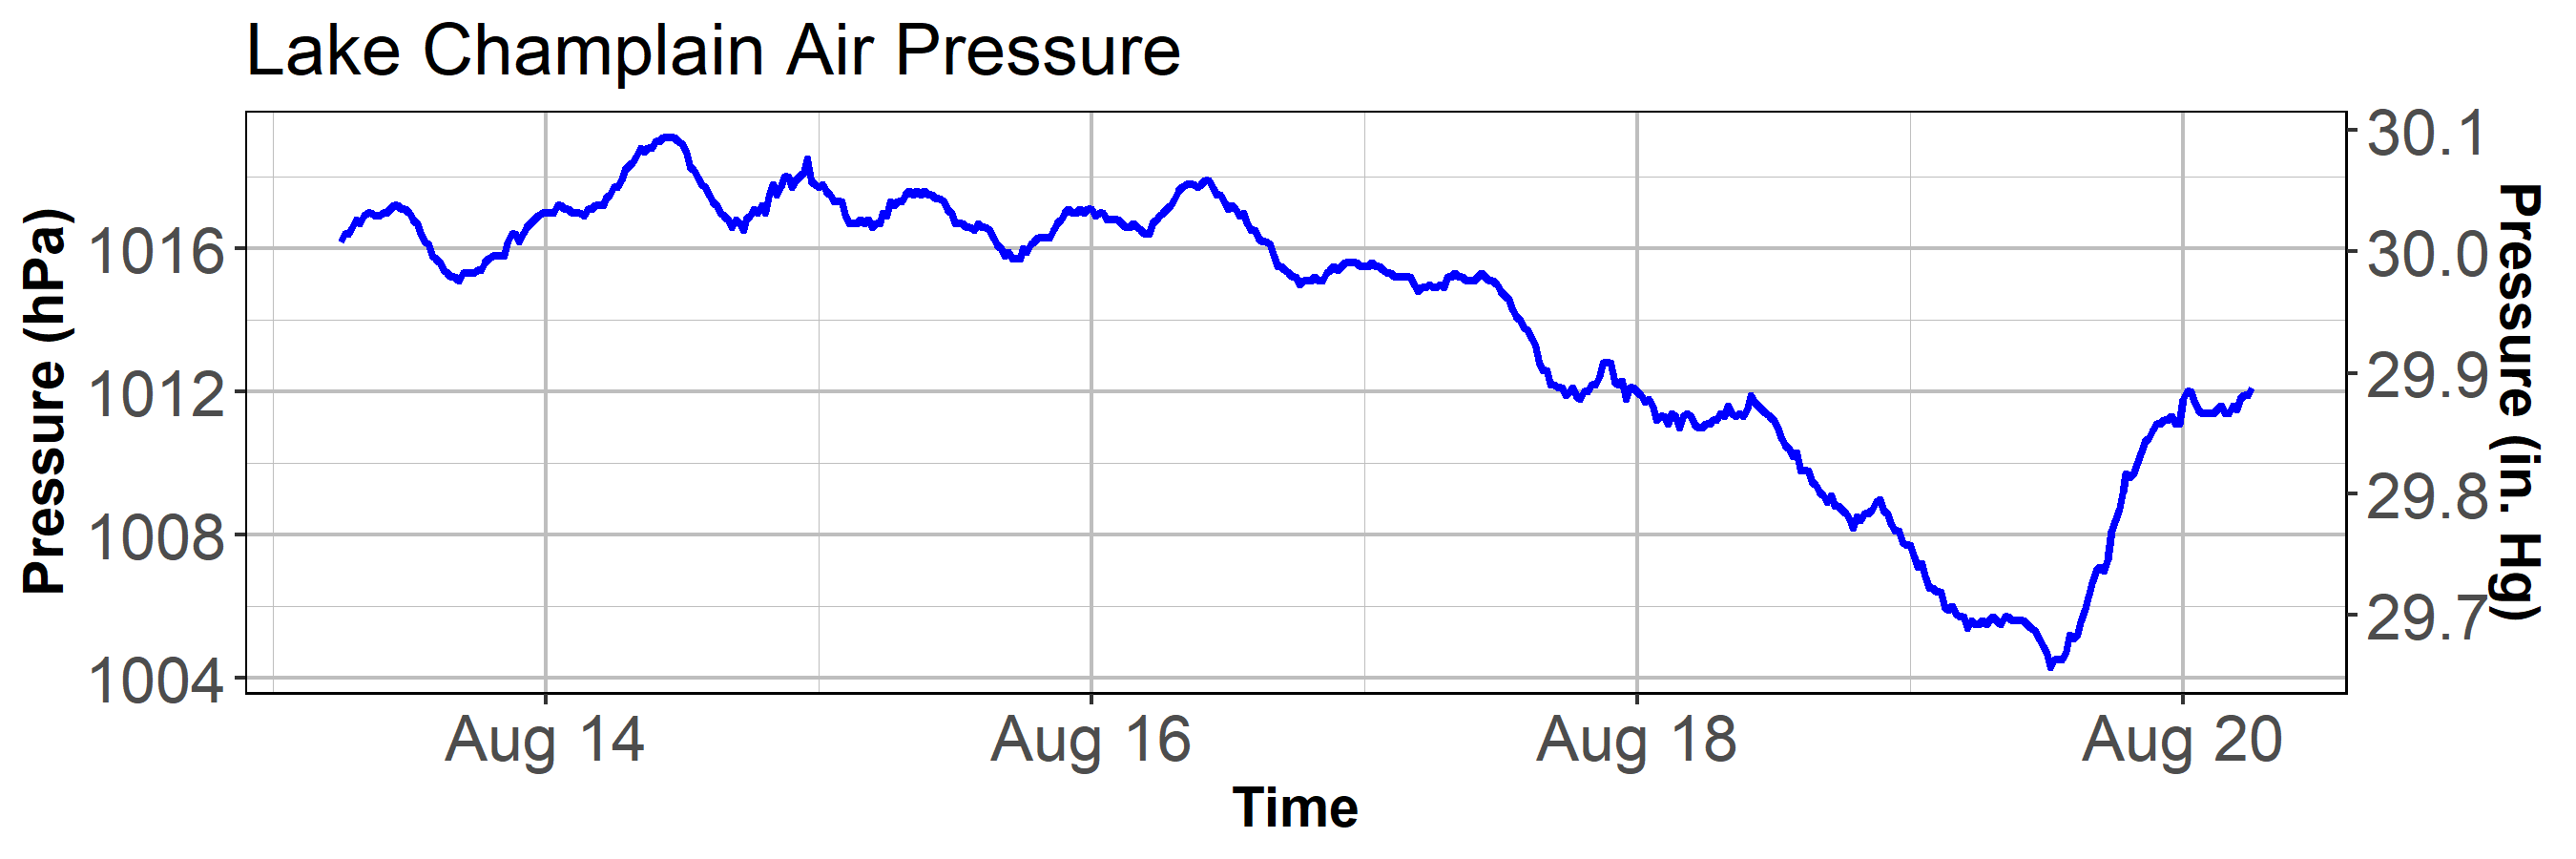 Lake Champlain Air Pressure
Pressure (hPa)
1016
1012
1008
1004
30.1
30.0
29.9
29.8
29.7
Pressure (in. Hg)
Aug 14 Aug 16 Aug 18 Aug 20
Time